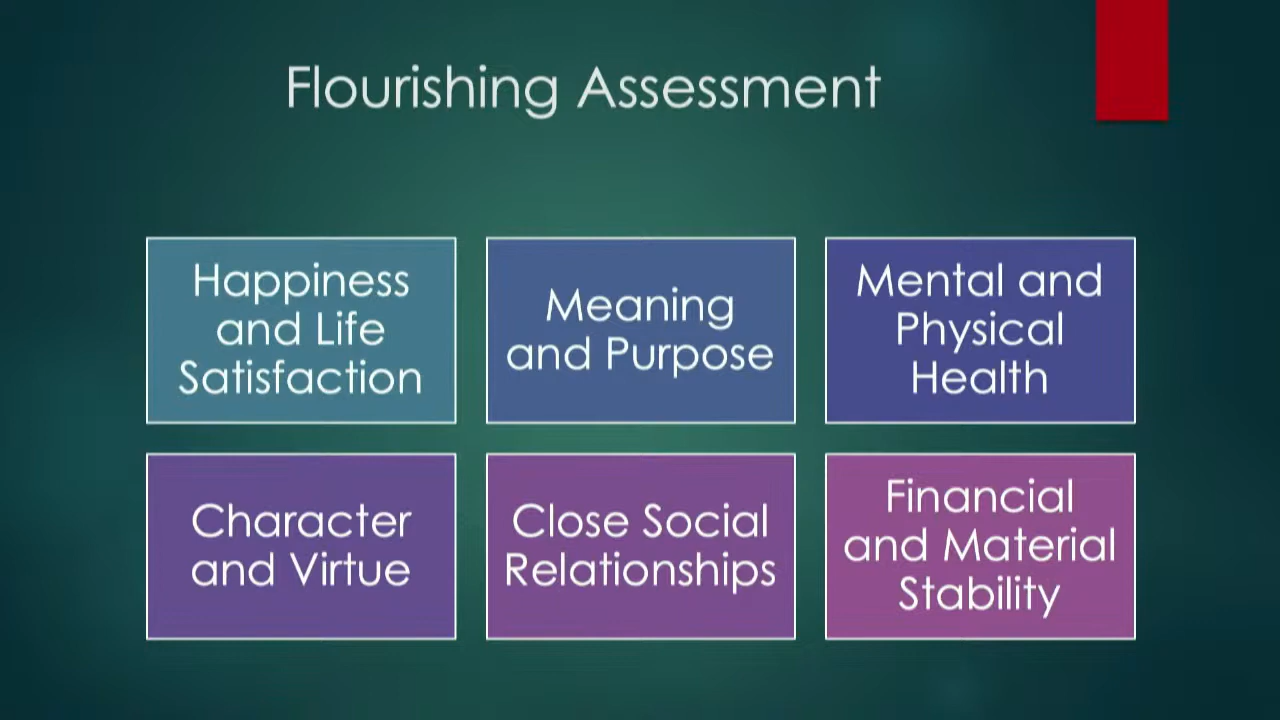 Flourishing Assessment
Happiness
and Life
Satisfaction
Meaning
and Purpose
Mental and
Physical
Health
Character
and Virtue
Close Social
Relationships
Financial
and Material
Stability